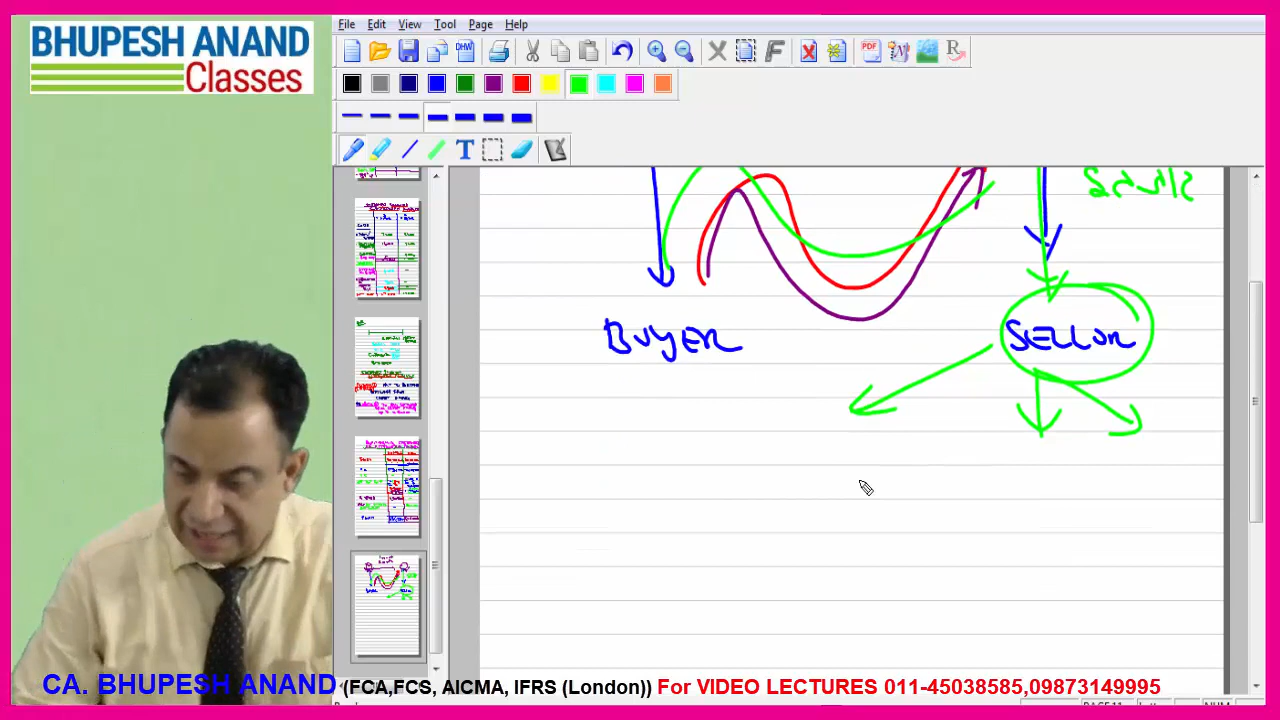 BHUPESH ANAND
Classes
File Edit View Tool Page Help
BUYER
SELLOR
CA. BHUPESH ANAND (FCA,FCS, AICMA, IFRS (London)) For VIDEO LECTURES 011-45038585,09873149995